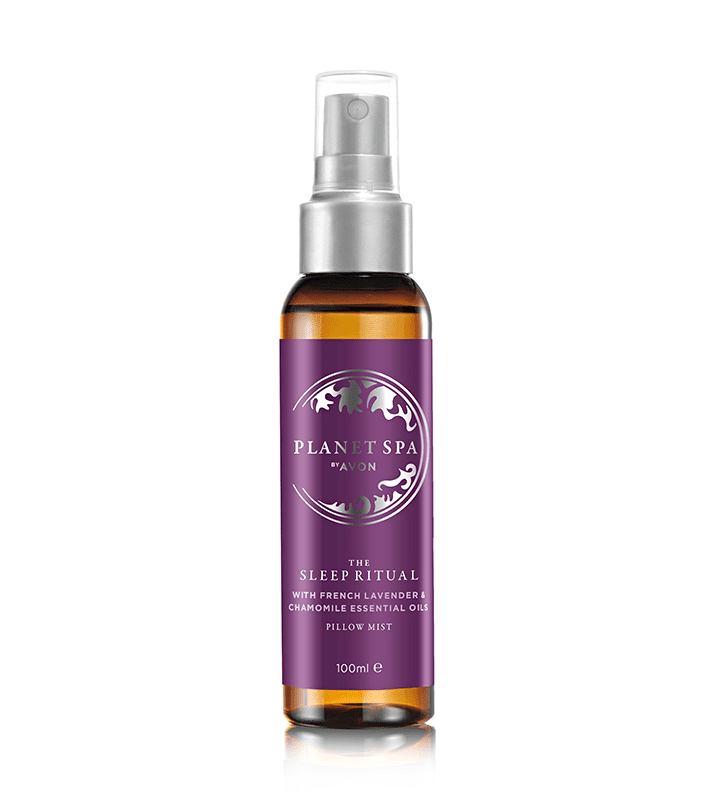 PLANET SPA
BY AVON
THE
SLEEP RITUAL
WITH FRENCH LAVENDER &
CHAMOMILE ESSENTIAL OILS
PILLOW MIST
100ml ℮